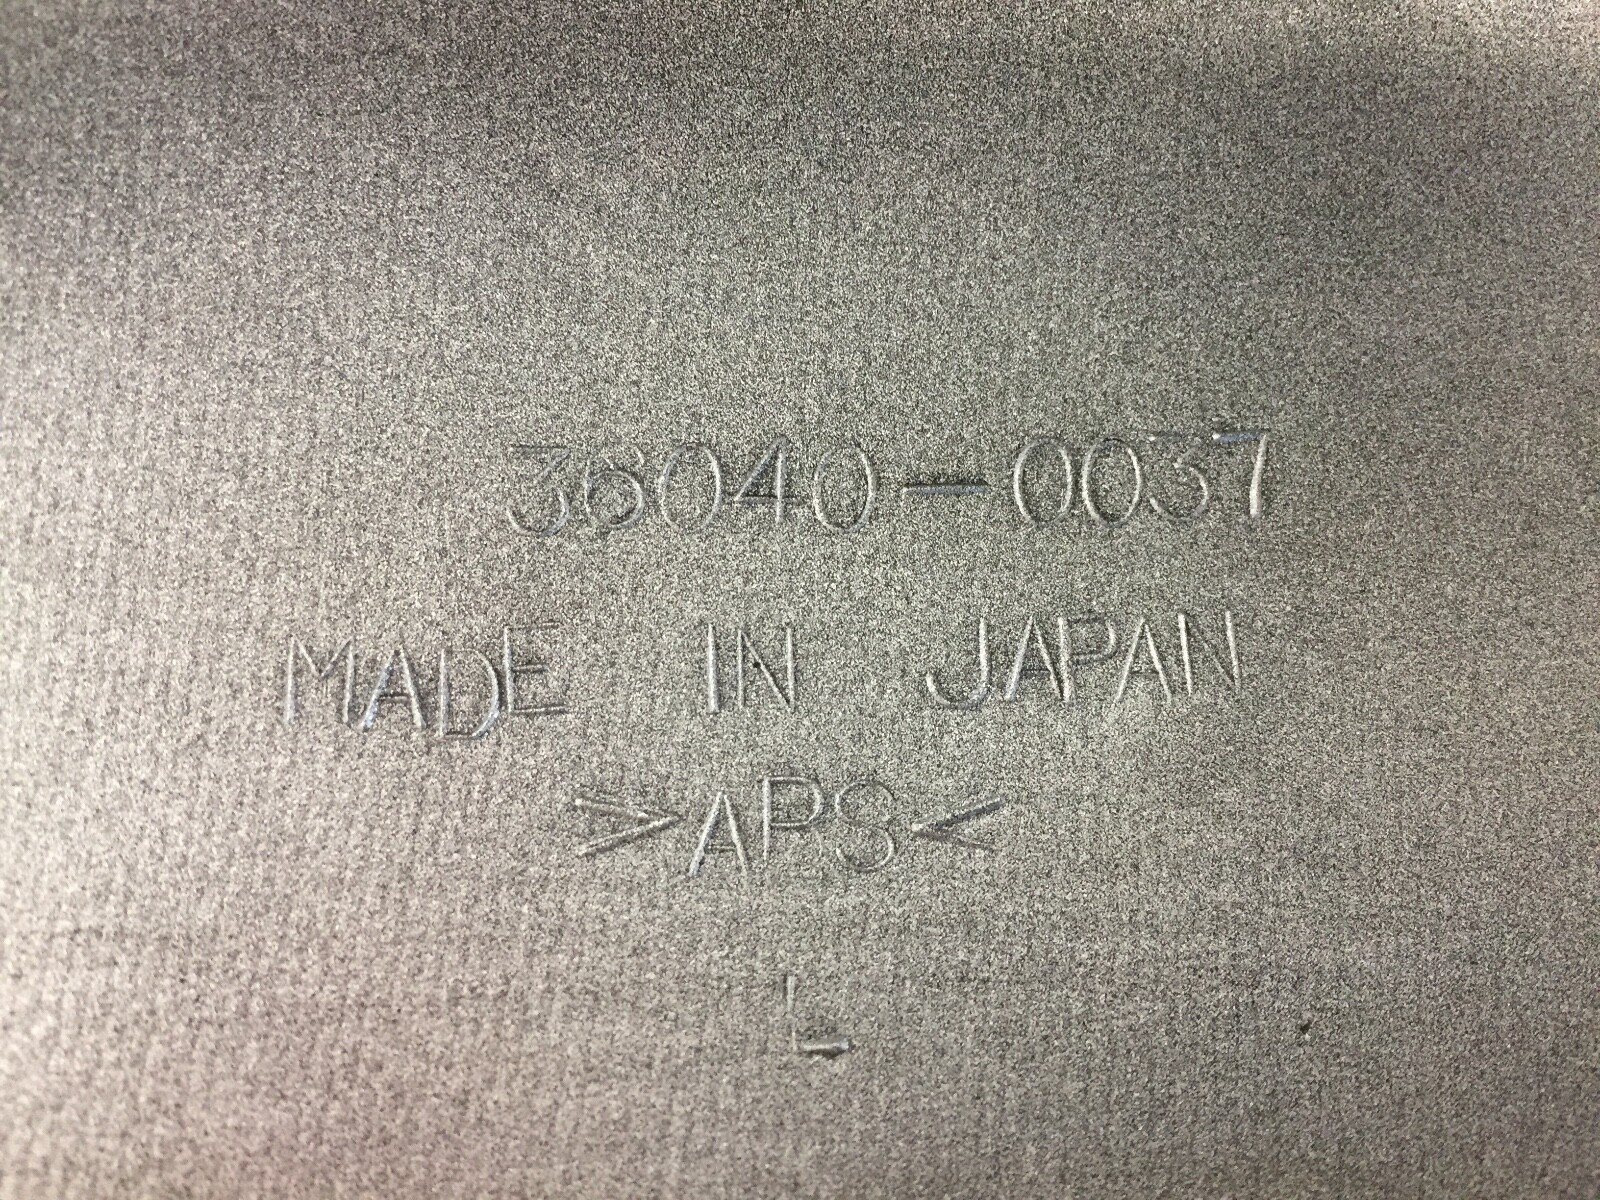 36040-0037
MADE IN JAPAN
>APS<
L